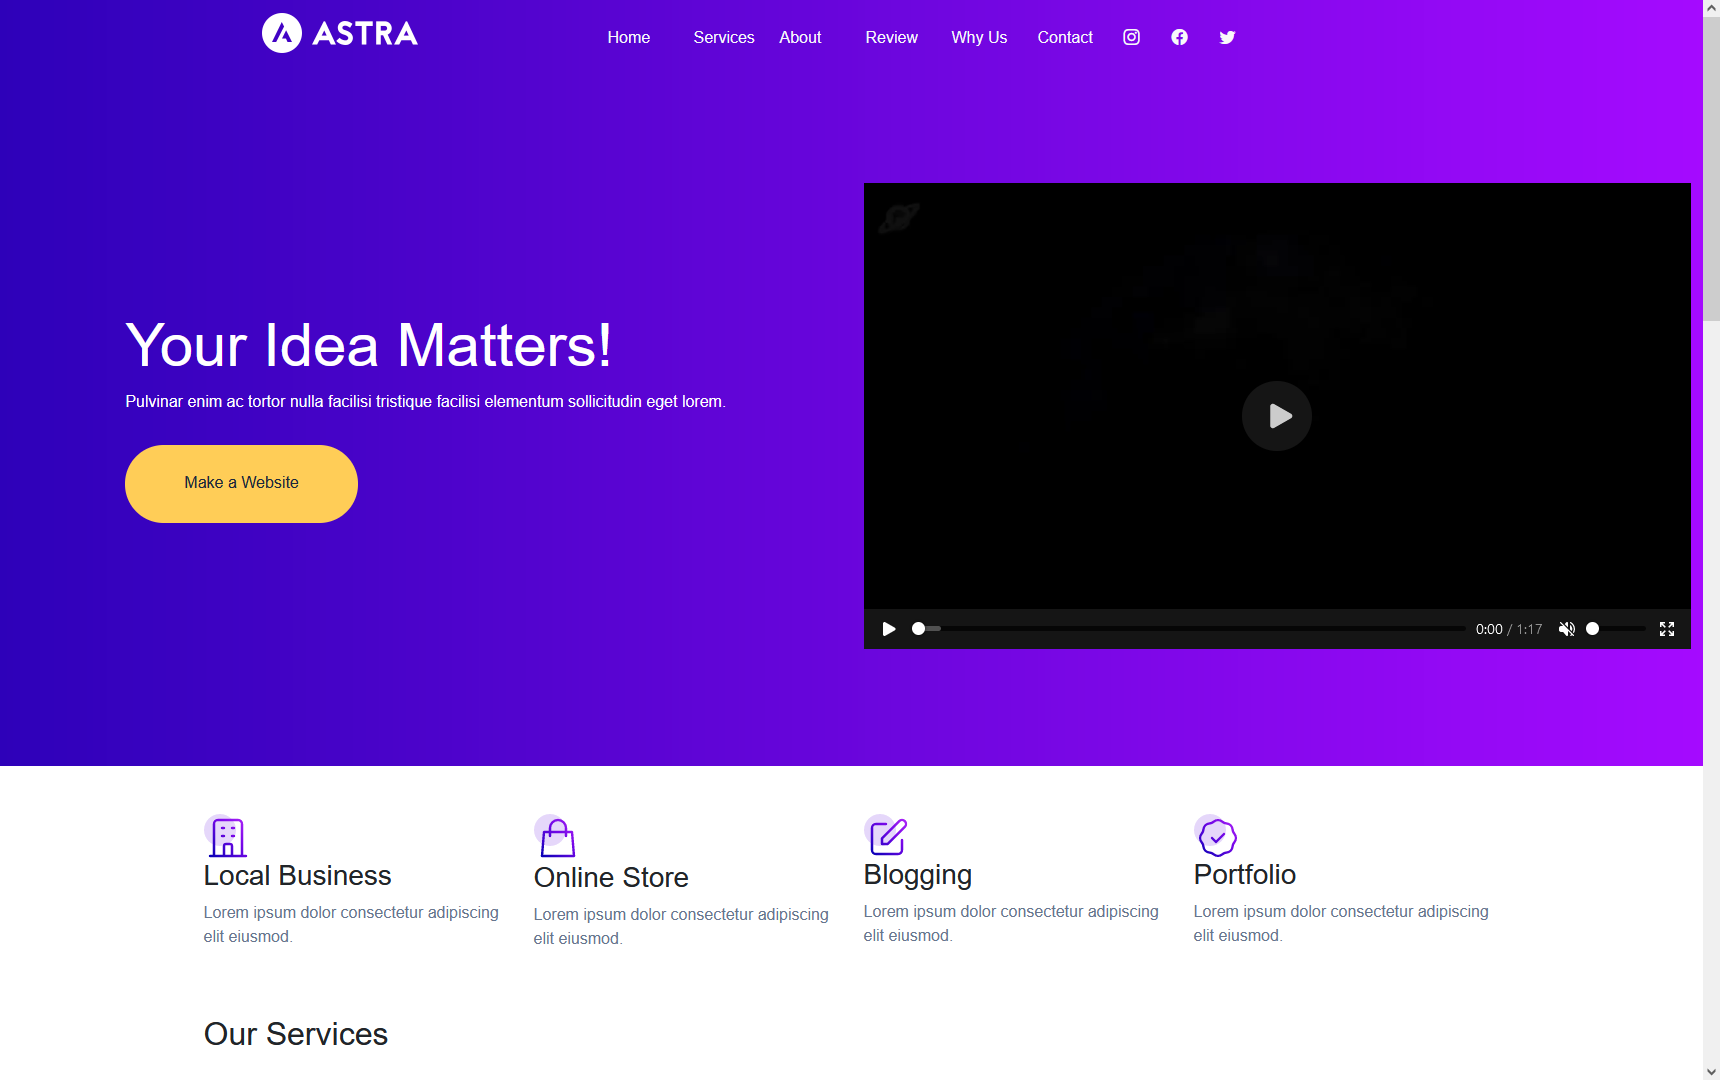 ASTRA
Home Services About Review Why Us Contact
Your Idea Matters!
Pulvinar enim ac tortor nulla facilisi tristique facilisi elementum sollicitudin eget lorem.
Make a Website
0:00 / 1:17
Local Business
Lorem ipsum dolor consectetur adipiscing
elit eiusmod.
Online Store
Lorem ipsum dolor consectetur adipiscing
elit eiusmod.
Blogging
Lorem ipsum dolor consectetur adipiscing
elit eiusmod.
Portfolio
Lorem ipsum dolor consectetur adipiscing
elit eiusmod.
Our Services